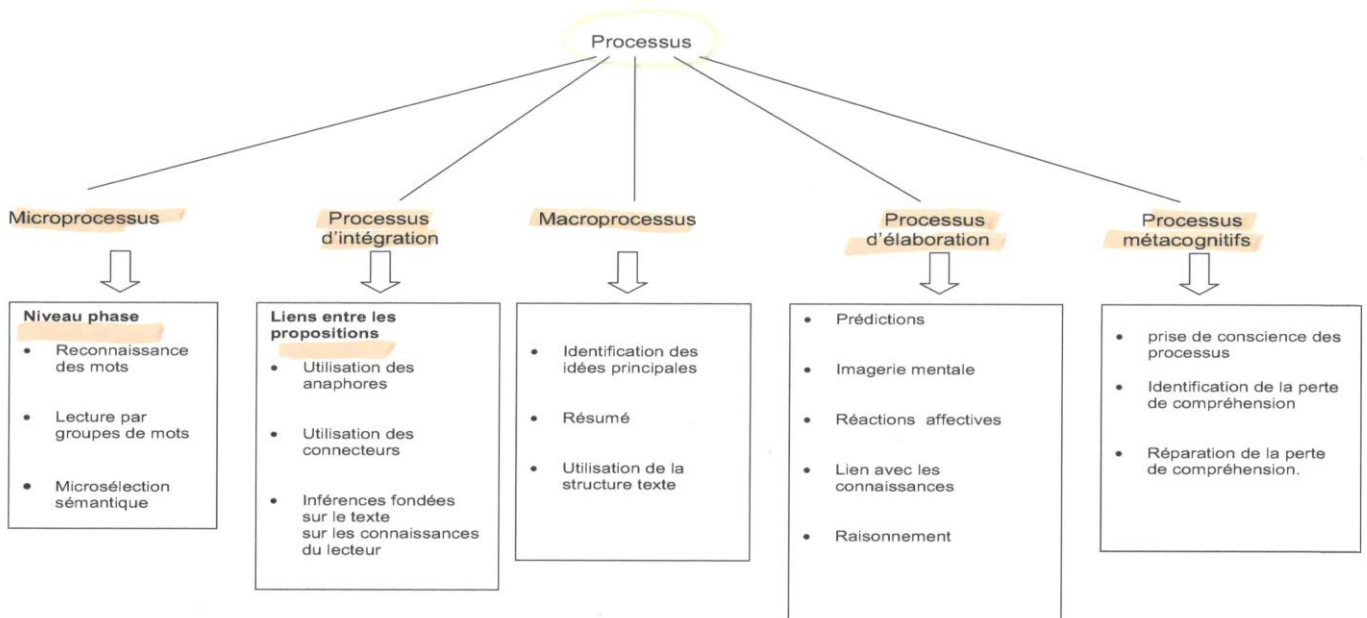 Processus
Microprocessus
Processus
d'intégration
Macroprocessus
Processus
d'élaboration
Processus
métacognitifs
Niveau phase
• Reconnaissance
des mots
• Lecture par
groupes de mots
• Microsélection
sémantique
Liens entre les
propositions
• Utilisation des
anaphores
• Utilisation des
connecteurs
• Inférences fondées
sur le texte
sur les connaissances
du lecteur
• Identification des
idées principales
• Résumé
• Utilisation de la
structure texte
• Prédictions
• Imagerie mentale
• Réactions affectives
• Lien avec les
connaissances
• Raisonnement
• prise de conscience des
processus
• Identification de la perte
de compréhension
• Réparation de la perte
de compréhension.